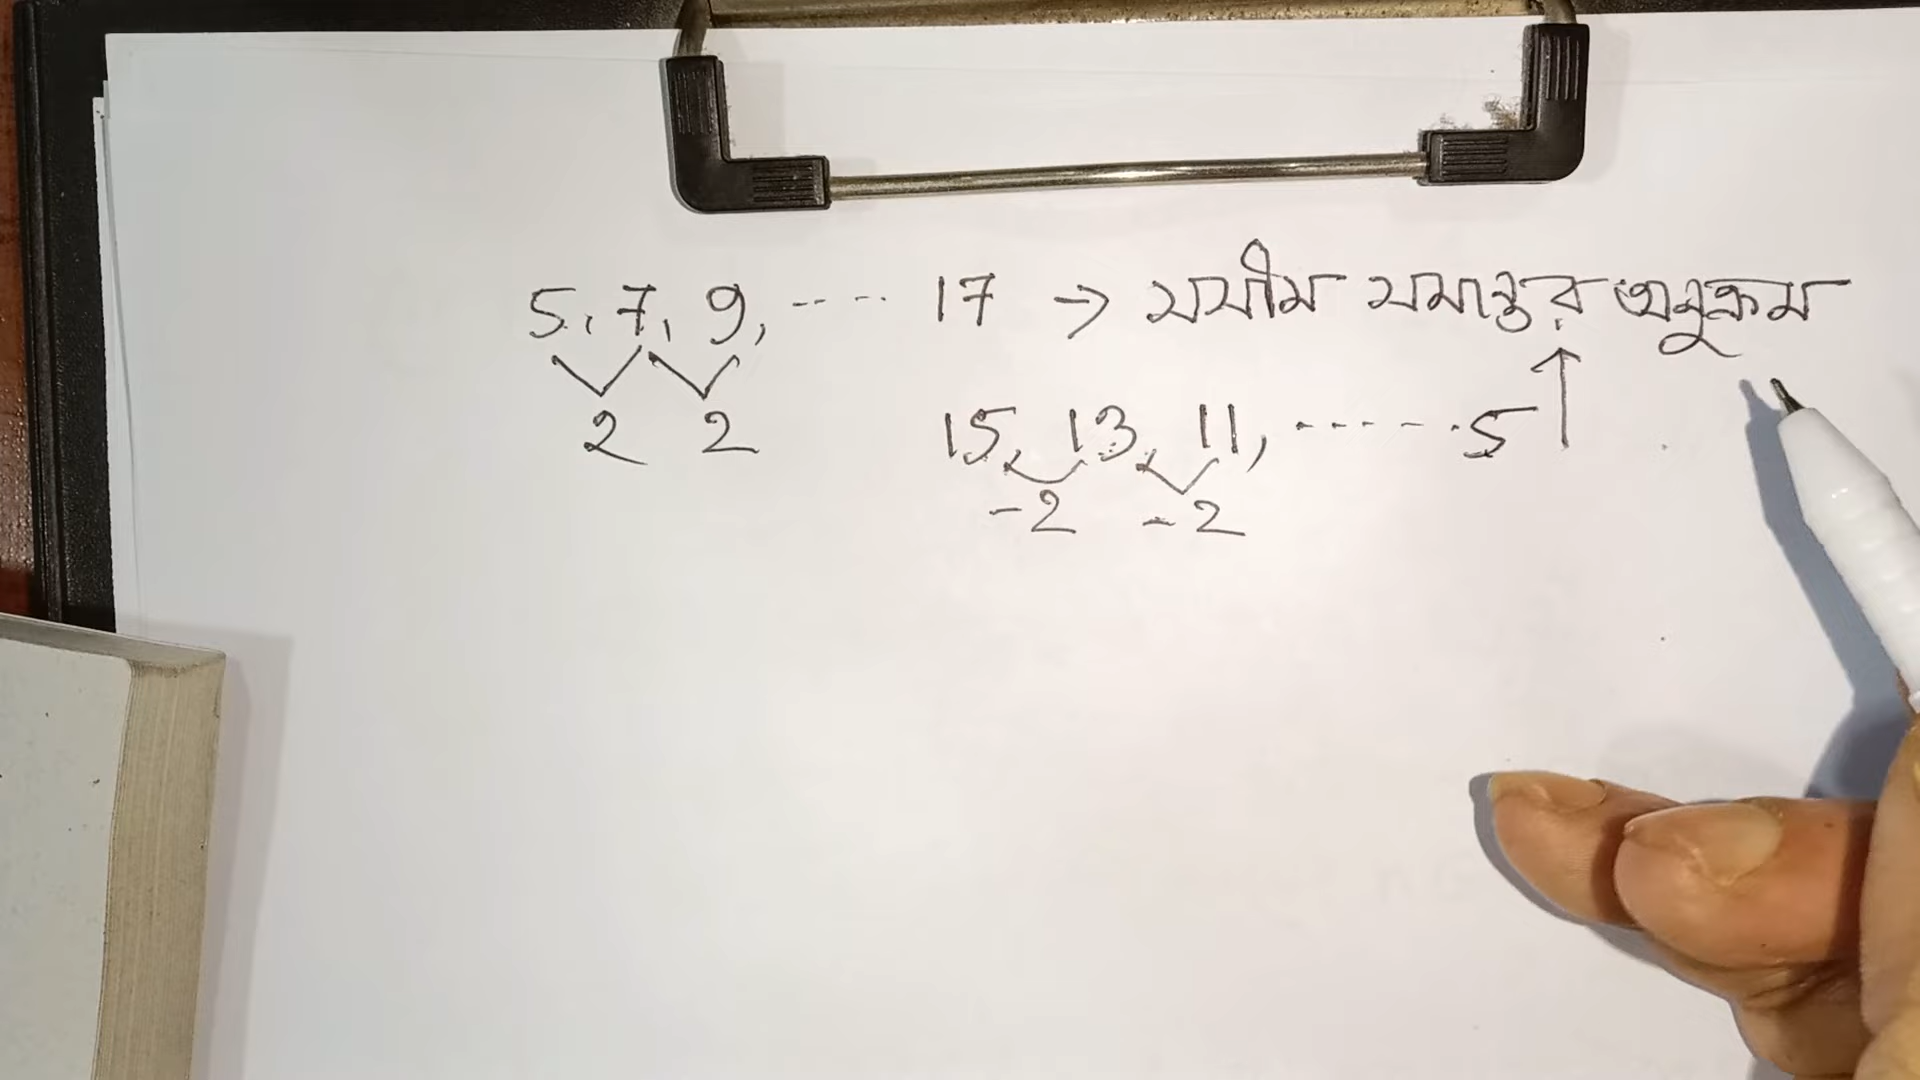 5, 7, 9, ---- 17 → সসীম সমান্তর অনুক্রম
2 2
15, 13, 11, ------ 5 ↑
-2 -2